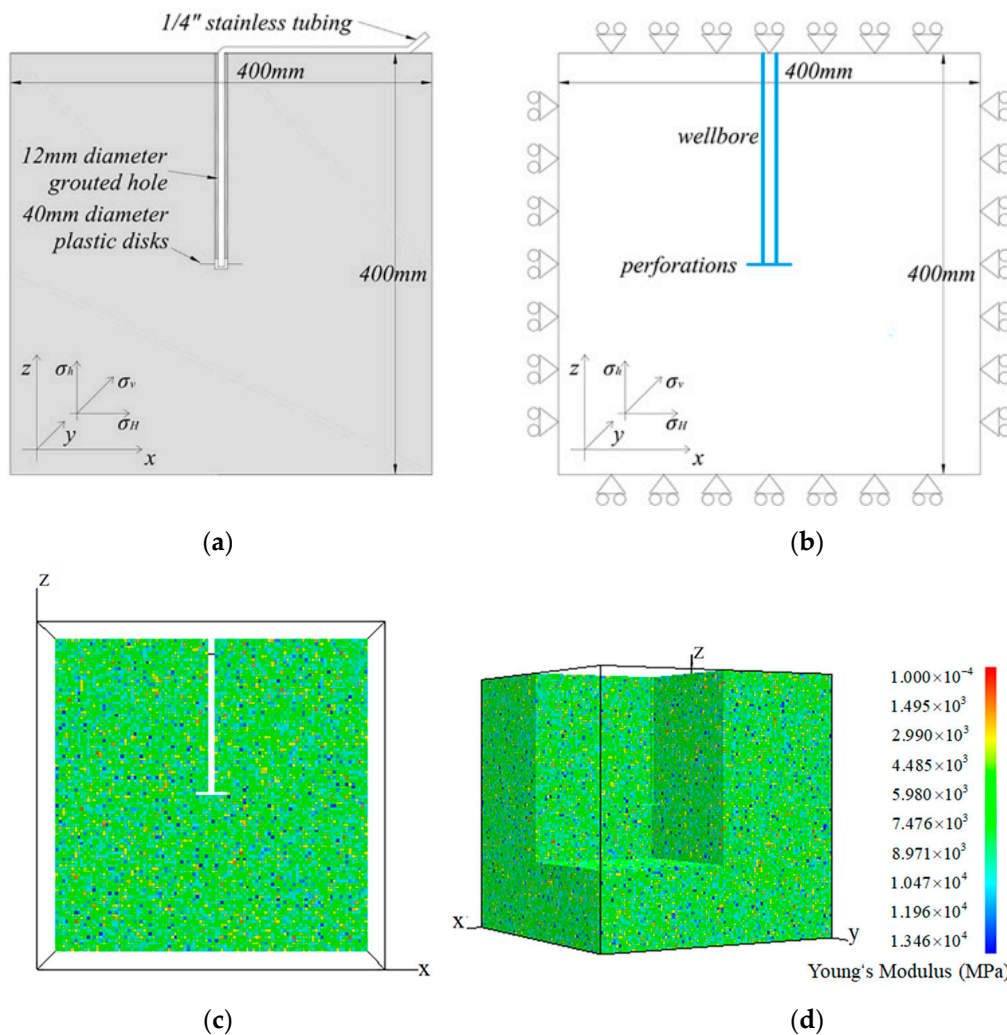 1/4" stainless tubing
400mm
12mm diameter
grouted hole
40mm diameter
plastic disks
400mm
z
σh
σv
σH
y
x
(a)
400mm
wellbore
perforations
400mm
z
σh
σv
σH
y
x
(b)
Z
X
(c)
Z
x
y
1.000×10⁻⁴
1.495×10³
2.990×10³
4.485×10³
5.980×10³
7.476×10³
8.971×10³
1.047×10⁴
1.196×10⁴
1.346×10⁴
Young‘s Modulus (MPa)
(d)